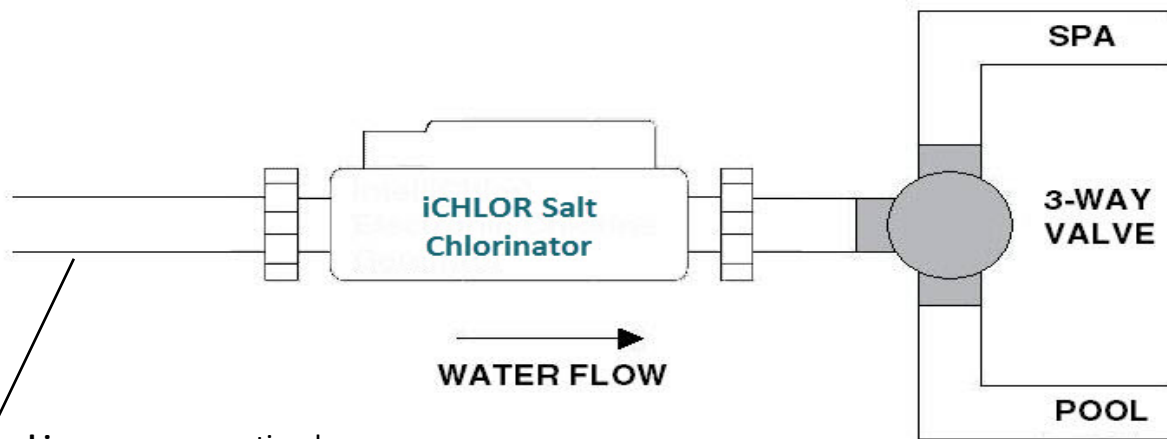 SPA
iCHLOR Salt
Chlorinator
3-WAY
VALVE
WATER FLOW
POOL